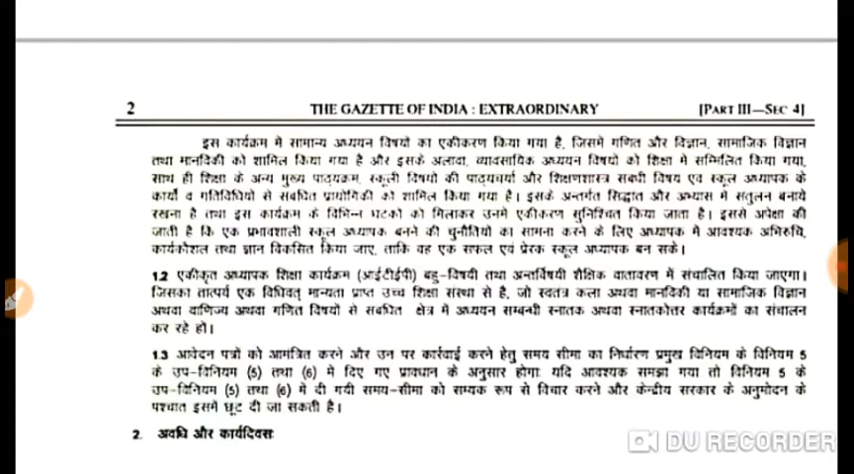 2 THE GAZETTE OF INDIA : EXTRAORDINARY [PART III—SEC 4]
इस कार्यक्रम में सामान्य अध्ययन विषयों का एकीकरण किया गया है, जिसमें गणित और विज्ञान, सामाजिक विज्ञान
तथा मानविकी को शामिल किया गया है और इसके अलावा, व्यावसायिक अध्ययन विषयों को शिक्षा में सम्मिलित किया गया,
साथ ही शिक्षा के अन्य मुख्य पाठ्यक्रम, स्कूली विषयों की पाठ्यचर्या और शिक्षणशास्त्र संबधी विषय एवं स्कूल अध्यापक के
कार्यों व गतिविधियों से संबधित प्रायोगिकी को शामिल किया गया है। इसके अन्तर्गत सिद्धांत और अभ्यास में संतुलन बनाये
रखना है तथा इस कार्यक्रम के विभिन्न घटकों को मिलाकर उनमें एकीकरण सुनिश्चित किया जाता है। इससे अपेक्षा की
जाती है कि एक प्रभावशाली स्कूल अध्यापक बनने की चुनौतियों का सामना करने के लिए अध्यापक में आवश्यक अभिरुचि,
कार्यकौशल तथा ज्ञान विकसित किया जाए, ताकि वह एक सफल एवं प्रेरक स्कूल अध्यापक बन सके।
1.2 एकीकृत अध्यापक शिक्षा कार्यक्रम (आईटीईपी) बहु-विषयी तथा अन्तर्विषयी शैक्षिक वातावरण में संचालित किया जाएगा।
जिसका तात्पर्य एक विधिवत् मान्यता प्राप्त उच्च शिक्षा संस्था से है, जो स्वतंत्र कला अथवा मानविकी या सामाजिक विज्ञान
अथवा वाणिज्य अथवा गणित विषयों से संबधित क्षेत्र में अध्ययन सम्बन्धी स्नातक अथवा स्नातकोत्तर कार्यक्रमों का संचालन
कर रहे हों।
1.3 आवेदन पत्रों को आमंत्रित करने और उन पर कार्रवाई करने हेतु समय सीमा का निर्धारण प्रमुख विनियम के विनियम 5
के उप-विनियम (5) तथा (6) में दिए गए प्रावधान के अनुसार होगा. यदि आवश्यक समझा गया तो विनियम 5 के
उप-विनियम (5) तथा (6) में दी गयी समय-सीमा को सम्यक रूप से विचार करने और केन्द्रीय सरकार के अनुमोदन के
पश्चात इसमें छूट दी जा सकती है।
2. अवधि और कार्यदिवसः
DU RECORDER